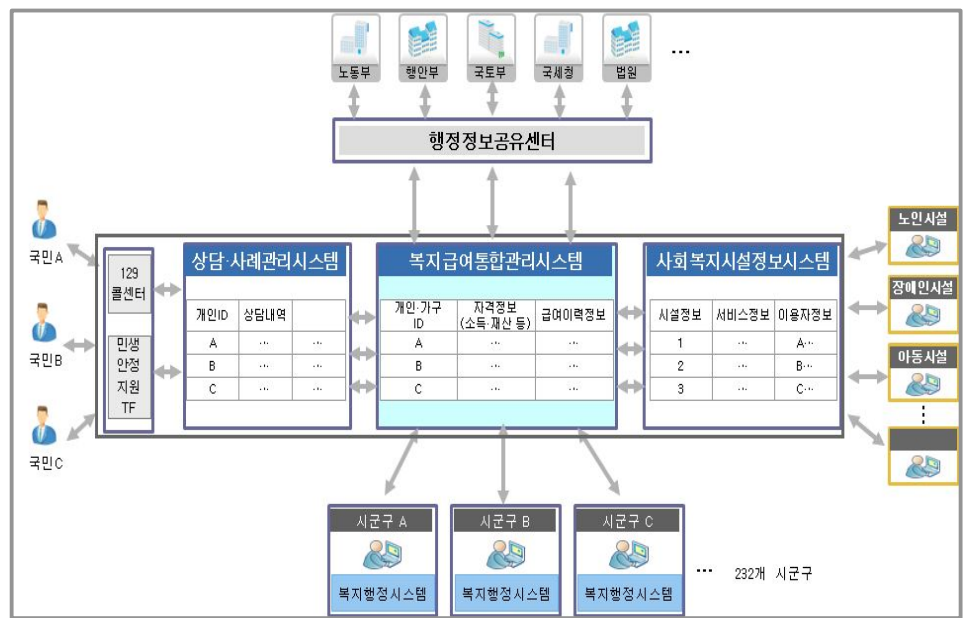 노동부 행안부 국토부 국세청 법원 ...
행정정보공유센터
국민A
국민B
국민C
129
콜센터
민생
안정
지원
TF
상담·사례관리시스템
개인ID 상담내역
A ... ...
B ... ...
C ... ...
복지급여통합관리시스템
개인·가구 자격정보 급여이력정보
ID (소득·재산 등)
A ... ...
B ... ...
C ... ...
사회복지시설정보시스템
시설정보 서비스정보 이용자정보
1 ... A...
2 ... B...
3 ... C...
노인시설
장애인시설
아동시설
시군구 A 시군구 B 시군구 C
복지행정시스템 복지행정시스템 복지행정시스템
... 232개 시군구